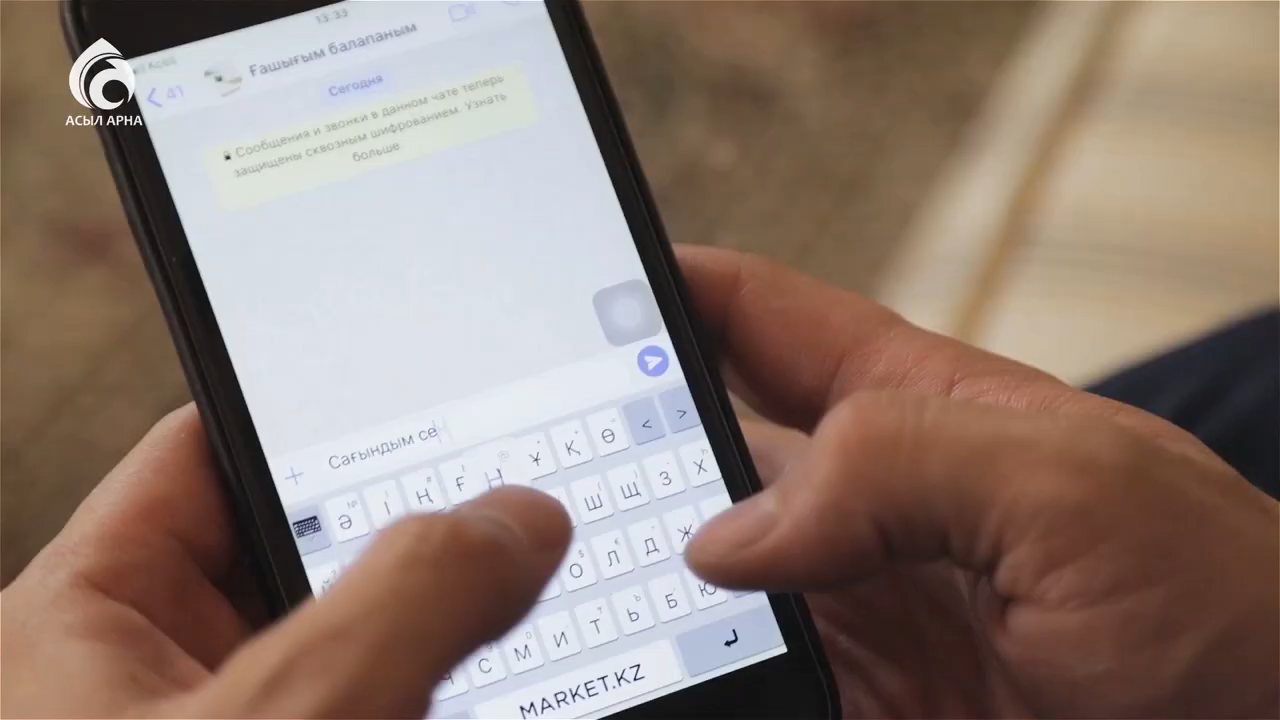 13:33
АСЫЛ АРНА
41
Ғашығым балапаным
Сегодня
Сообщения и звонки в данном чате теперь
защищены сквозным шифрованием. Узнать
больше
Сағындым се
Ә І Ң Ғ Н Ұ Қ Ө < >
Ш Щ З Х
О Л Д Ж
Ч С М И Т Ь Б Ю
MARKET.KZ